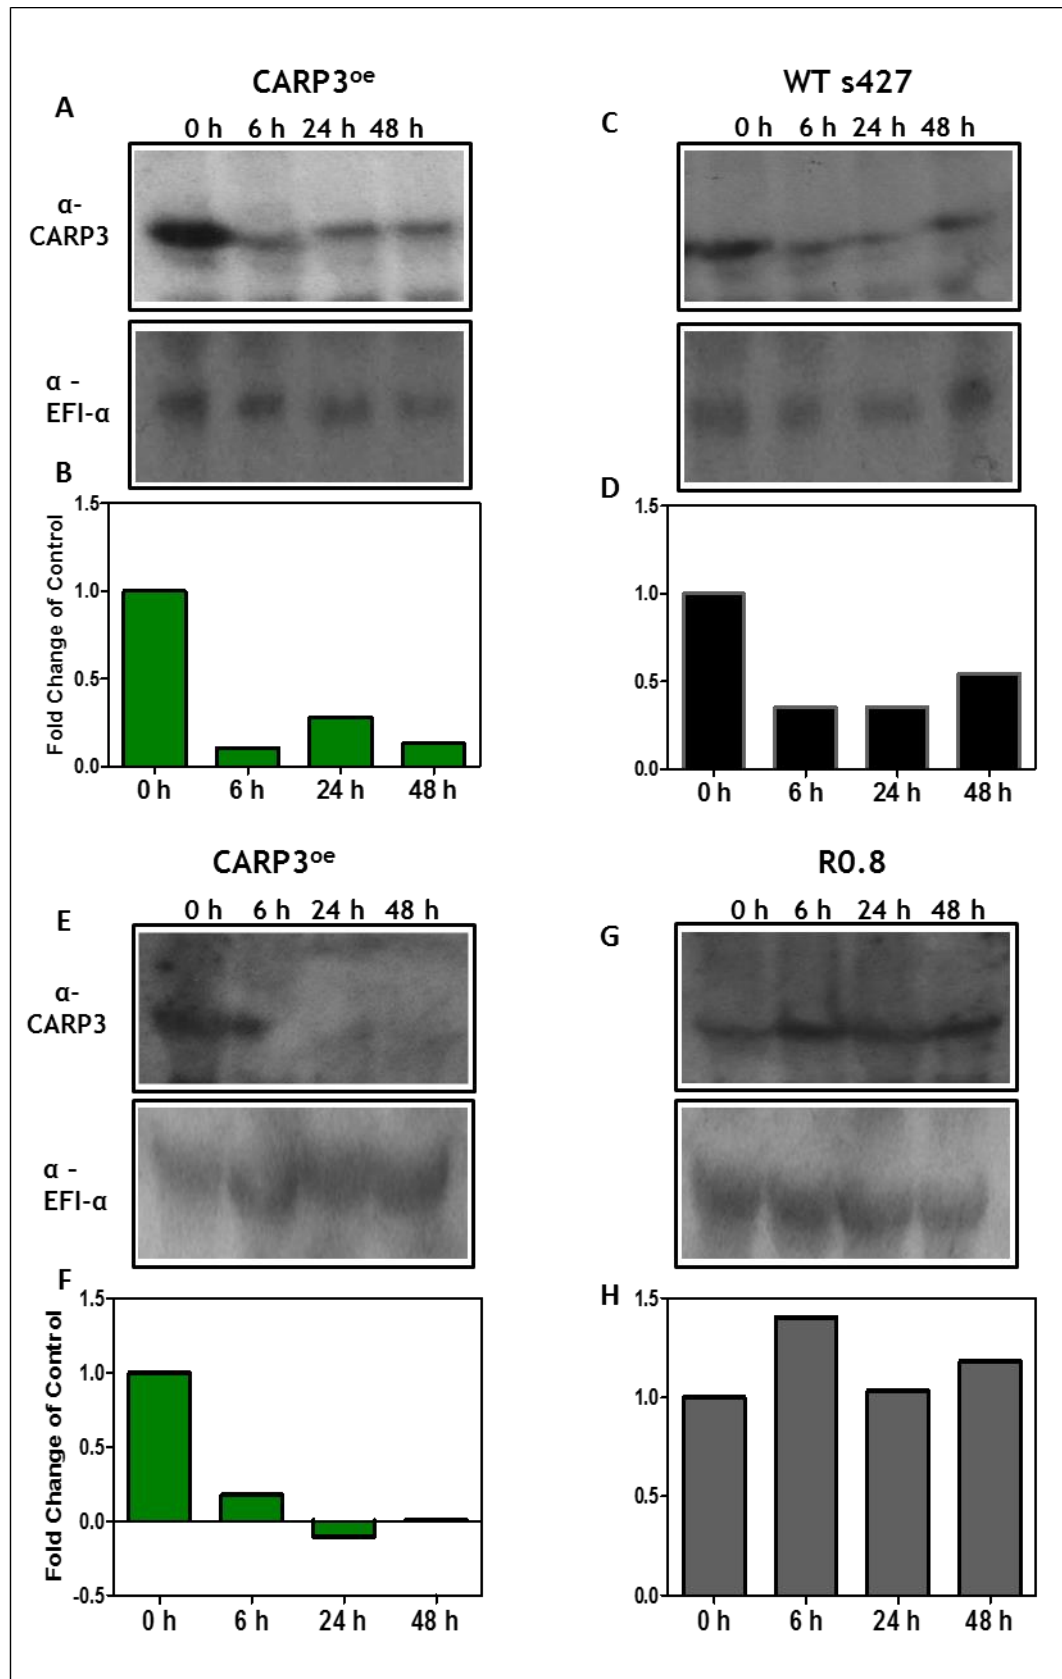 CARP3ᵒᵉ
A
0 h 6 h 24 h 48 h
α-
CARP3
α -
EFI-α
B
Fold Change of Control
1.5
1.0
0.5
0.0
0 h 6 h 24 h 48 h
WT s427
C
0 h 6 h 24 h 48 h
D
1.5
1.0
0.5
0.0
0 h 6 h 24 h 48 h
CARP3ᵒᵉ
E
0 h 6 h 24 h 48 h
α-
CARP3
α -
EFI-α
F
Fold Change of Control
1.5
1.0
0.5
0.0
-0.5
0 h 6 h 24 h 48 h
R0.8
G
0 h 6 h 24 h 48 h
H
1.5
1.0
0.5
0.0
0 h 6 h 24 h 48 h